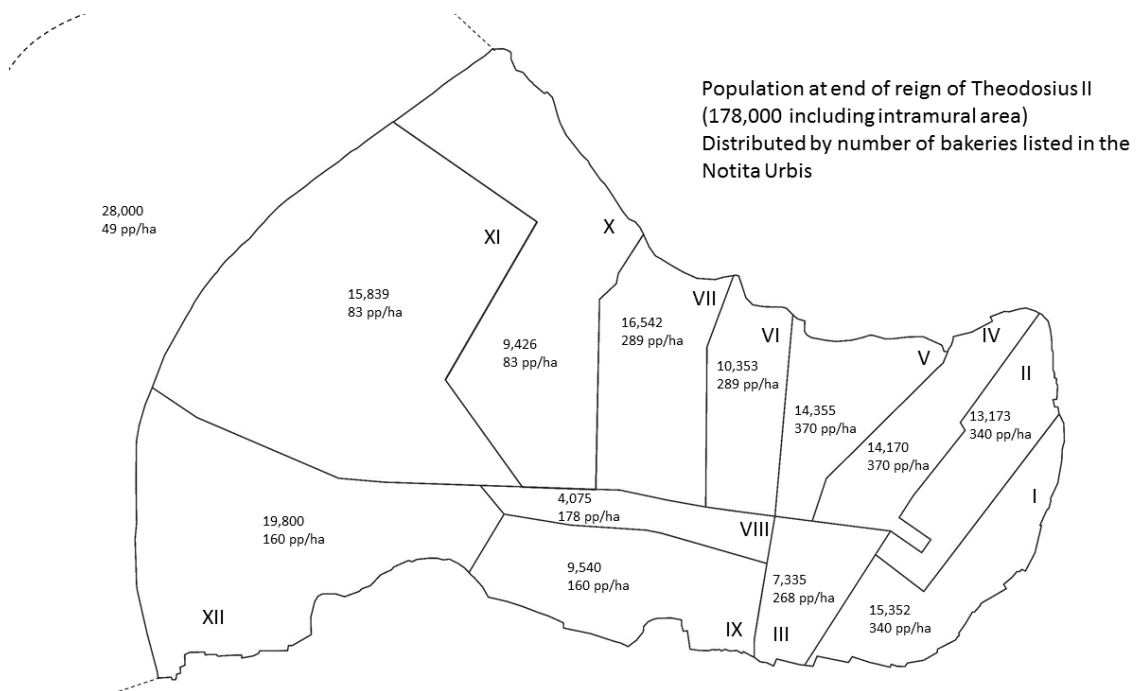 Population at end of reign of Theodosius II
(178,000 including intramural area)
Distributed by number of bakeries listed in the
Notita Urbis
28,000
49 pp/ha
XI
15,839
83 pp/ha
X
9,426
83 pp/ha
VII
16,542
289 pp/ha
VI
10,353
289 pp/ha
V
14,355
370 pp/ha
IV
14,170
370 pp/ha
II
13,173
340 pp/ha
I
15,352
340 pp/ha
4,075
178 pp/ha
VIII
19,800
160 pp/ha
XII
9,540
160 pp/ha
IX
7,335
268 pp/ha
III